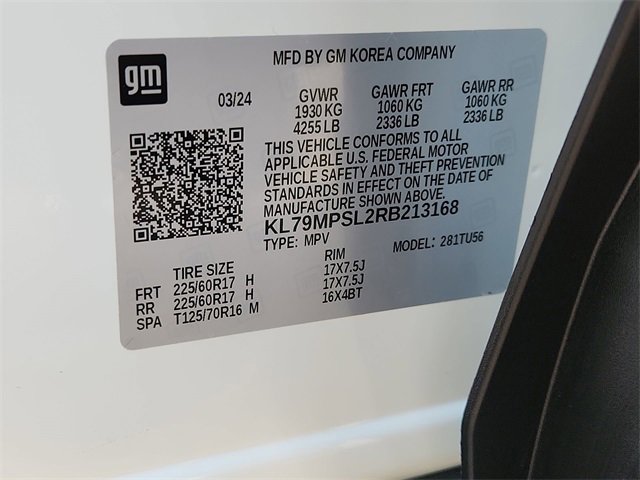 gm
MFD BY GM KOREA COMPANY
03/24 GVWR GAWR FRT GAWR RR
1930 KG 1060 KG 1060 KG
4255 LB 2336 LB 2336 LB
THIS VEHICLE CONFORMS TO ALL
APPLICABLE U.S. FEDERAL MOTOR
VEHICLE SAFETY AND THEFT PREVENTION
STANDARDS IN EFFECT ON THE DATE OF
MANUFACTURE SHOWN ABOVE.
KL79MPSL2RB213168
TYPE: MPV MODEL: 281TU56
TIRE SIZE RIM
FRT 225/60R17 H 17X7.5J
RR 225/60R17 H 17X7.5J
SPA T125/70R16 M 16X4BT